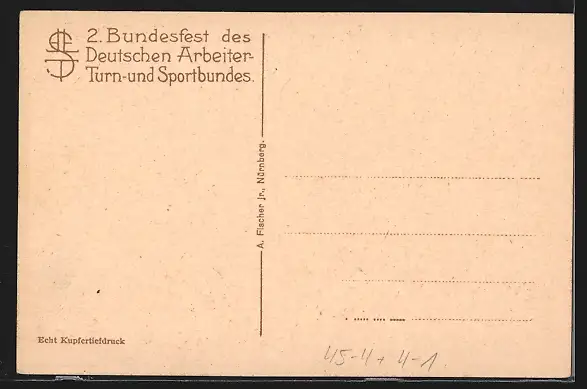 2. Bundesfest des
Deutschen Arbeiter-
Turn- und Sportbundes.
A. Fischer jr., Nürnberg.
Echt Kupfertiefdruck
45-4+4-1